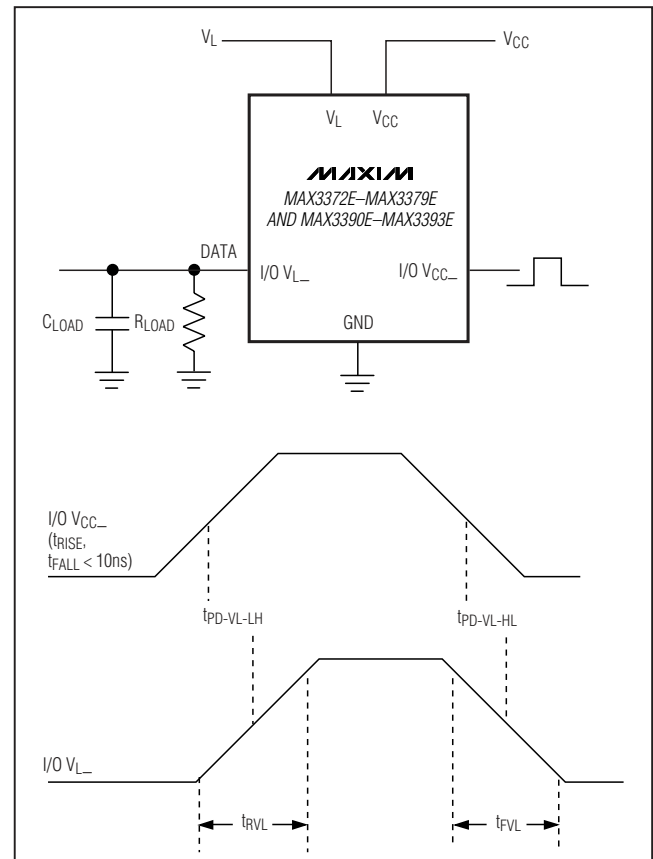 VL VCC
VL VCC
MAXIM
MAX3372E–MAX3379E
AND MAX3390E–MAX3393E
DATA
I/O VL_ I/O VCC_
CLOAD RLOAD
GND
I/O VCC_
(tRISE,
tFALL < 10ns)
tPD-VL-LH tPD-VL-HL
I/O VL_
tRVL tFVL